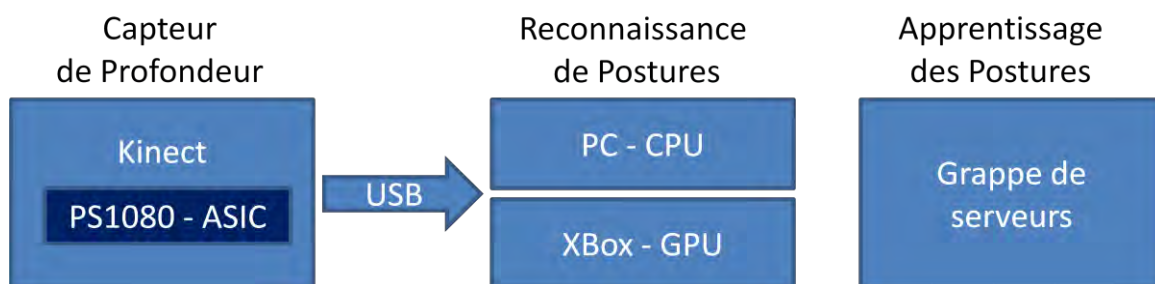 Capteur
de Profondeur
Kinect
PS1080 - ASIC
USB
Reconnaissance
de Postures
PC - CPU
XBox - GPU
Apprentissage
des Postures
Grappe de
serveurs